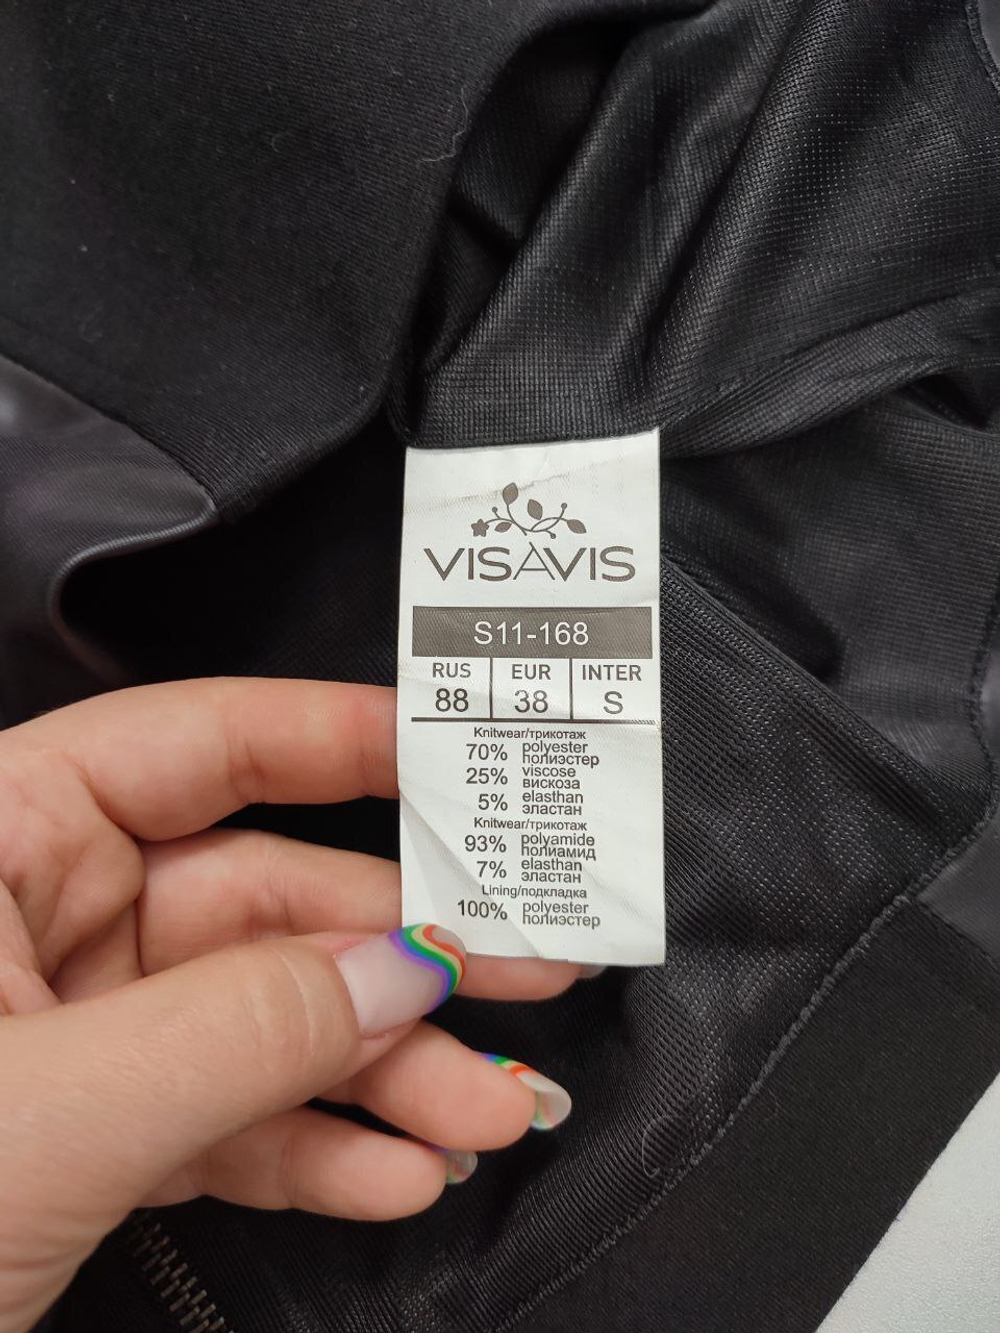 VISAVIS
S11-168
RUS EUR INTER
88 38 S
Knitwear/трикотаж
70% polyester
полиэстер
25% viscose
вискоза
5% elasthan
эластан
Knitwear/трикотаж
93% polyamide
полиамид
7% elasthan
эластан
Lining/подкладка
100% polyester
полиэстер